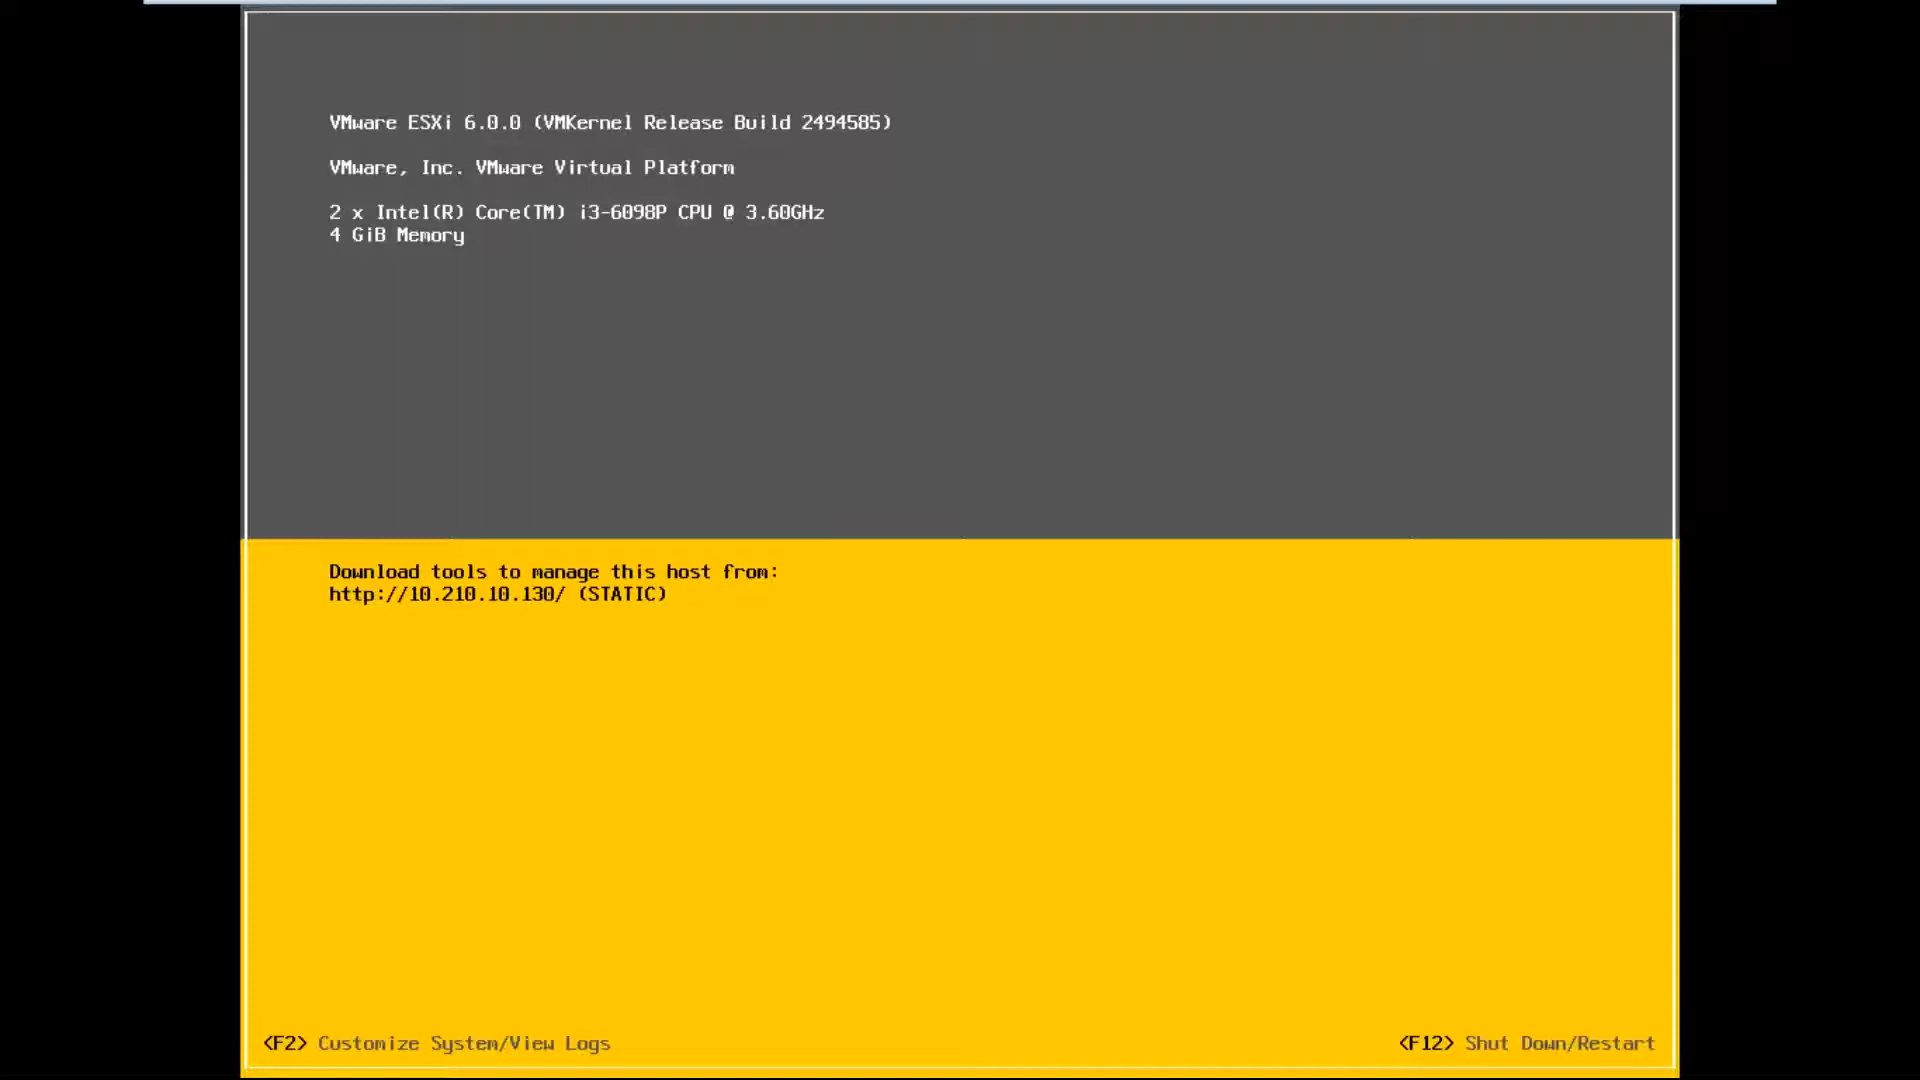 VMware ESXi 6.0.0 (VMKernel Release Build 2494585)
VMware, Inc. VMware Virtual Platform
2 x Intel(R) Core(TM) i3-6098P CPU @ 3.60GHz
4 GiB Memory
Download tools to manage this host from:
http://10.210.10.130/ (STATIC)
<F2> Customize System/View Logs
<F12> Shut Down/Restart